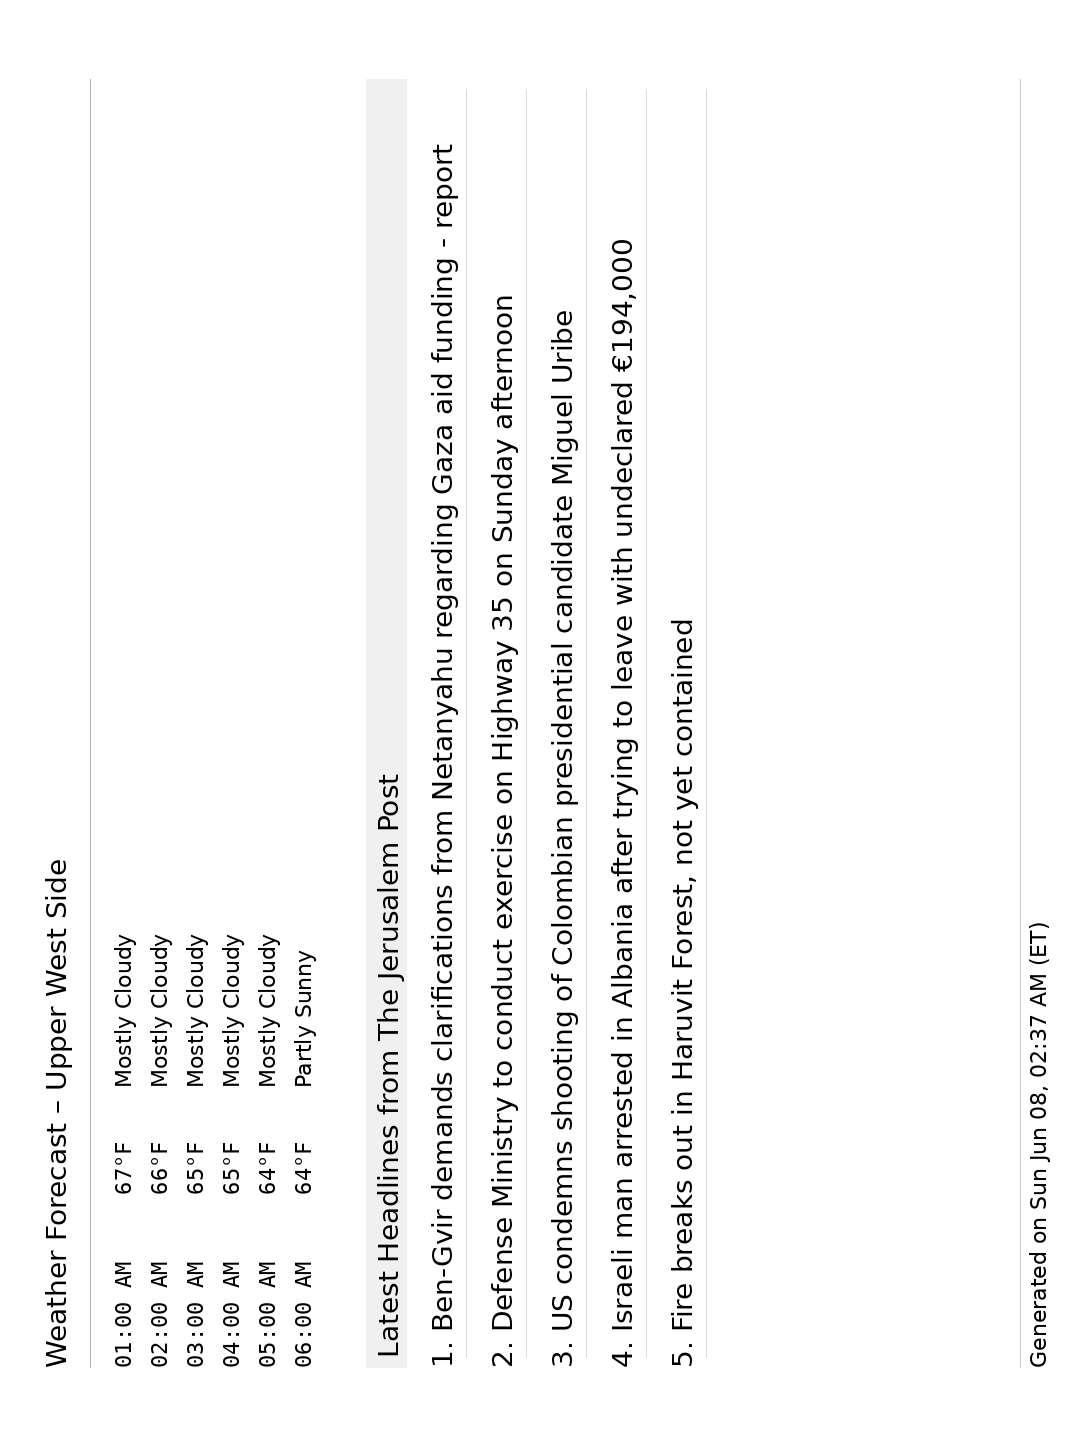 Weather Forecast – Upper West Side
01:00 AM 67°F Mostly Cloudy
02:00 AM 66°F Mostly Cloudy
03:00 AM 65°F Mostly Cloudy
04:00 AM 65°F Mostly Cloudy
05:00 AM 64°F Mostly Cloudy
06:00 AM 64°F Partly Sunny
Latest Headlines from The Jerusalem Post
1. Ben-Gvir demands clarifications from Netanyahu regarding Gaza aid funding - report
2. Defense Ministry to conduct exercise on Highway 35 on Sunday afternoon
3. US condemns shooting of Colombian presidential candidate Miguel Uribe
4. Israeli man arrested in Albania after trying to leave with undeclared €194,000
5. Fire breaks out in Haruvit Forest, not yet contained
Generated on Sun Jun 08, 02:37 AM (ET)